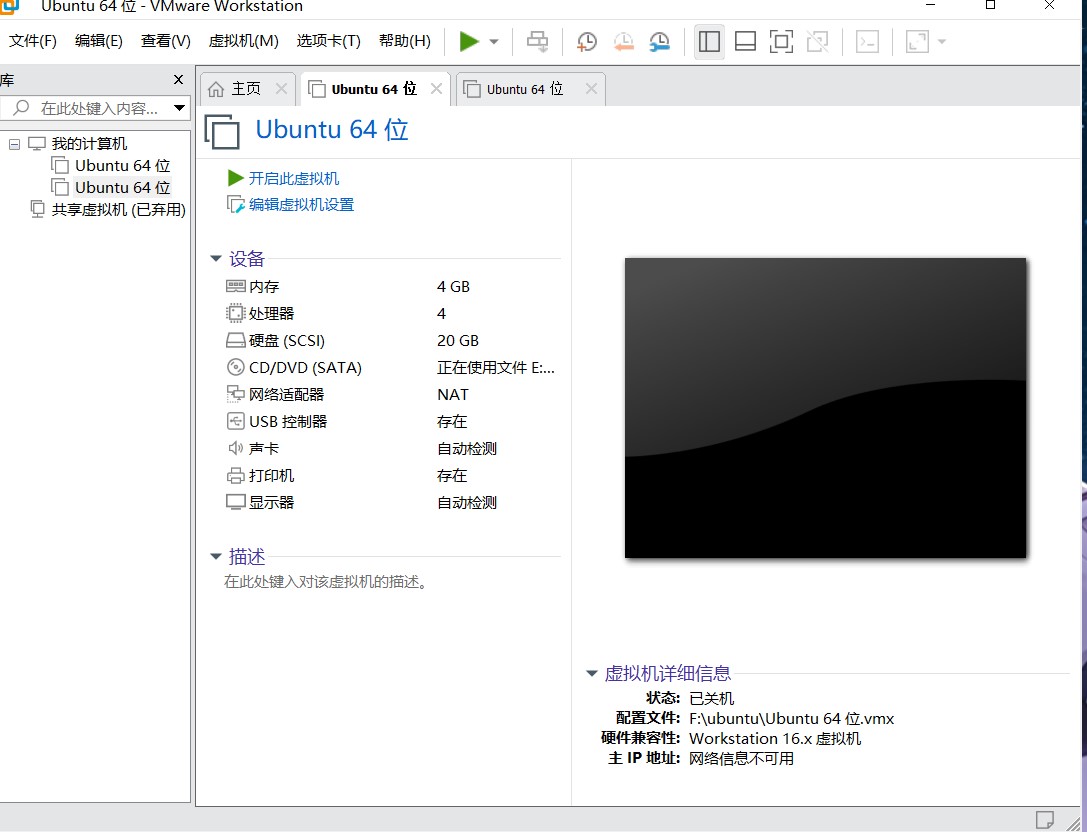 Ubuntu 64 位 - VMware Workstation
文件(F) 编辑(E) 查看(V) 虚拟机(M) 选项卡(T) 帮助(H)
库
在此处键入内容...
我的计算机
Ubuntu 64 位
Ubuntu 64 位
共享虚拟机 (已弃用)
主页 Ubuntu 64 位 Ubuntu 64 位
Ubuntu 64 位
开启此虚拟机
编辑虚拟机设置
设备
内存 4 GB
处理器 4
硬盘 (SCSI) 20 GB
CD/DVD (SATA) 正在使用文件 E:...
网络适配器 NAT
USB 控制器 存在
声卡 自动检测
打印机 存在
显示器 自动检测
描述
在此处键入对该虚拟机的描述。
虚拟机详细信息
状态: 已关机
配置文件: F:\ubuntu\Ubuntu 64 位.vmx
硬件兼容性: Workstation 16.x 虚拟机
主 IP 地址: 网络信息不可用